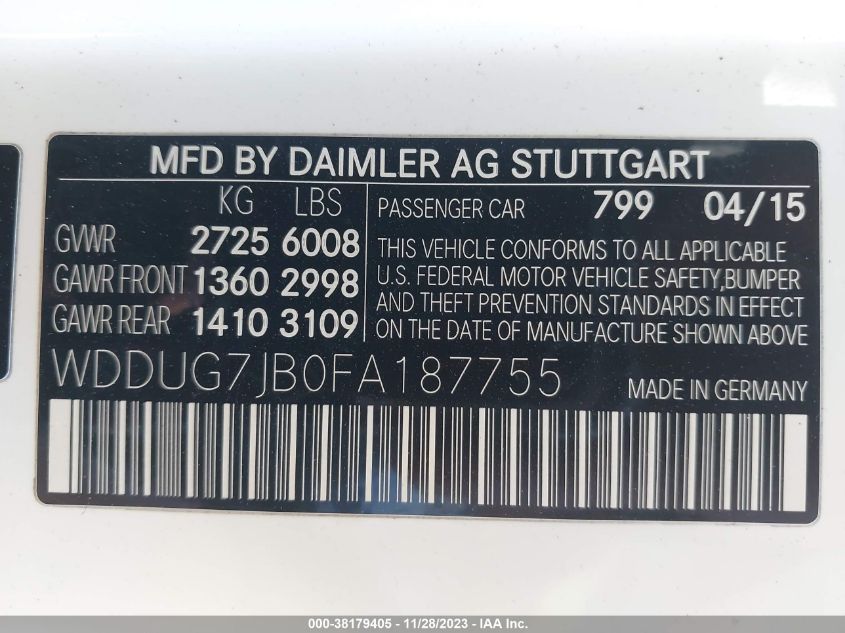 MFD BY DAIMLER AG STUTTGART
KG LBS
GVWR 2725 6008
GAWR FRONT 1360 2998
GAWR REAR 1410 3109
PASSENGER CAR 799 04/15
THIS VEHICLE CONFORMS TO ALL APPLICABLE
U.S. FEDERAL MOTOR VEHICLE SAFETY,BUMPER
AND THEFT PREVENTION STANDARDS IN EFFECT
ON THE DATE OF MANUFACTURE SHOWN ABOVE
WDDUG7JB0FA187755
MADE IN GERMANY
000-38179405 - 11/28/2023 - IAA Inc.